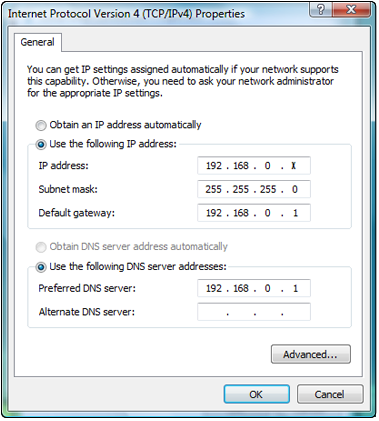 Internet Protocol Version 4 (TCP/IPv4) Properties
General
You can get IP settings assigned automatically if your network supports
this capability. Otherwise, you need to ask your network administrator
for the appropriate IP settings.
Obtain an IP address automatically
Use the following IP address:
IP address: 192 . 168 . 0 . X
Subnet mask: 255 . 255 . 255 . 0
Default gateway: 192 . 168 . 0 . 1
Obtain DNS server address automatically
Use the following DNS server addresses:
Preferred DNS server: 192 . 168 . 0 . 1
Alternate DNS server: . . .
Advanced...
OK Cancel